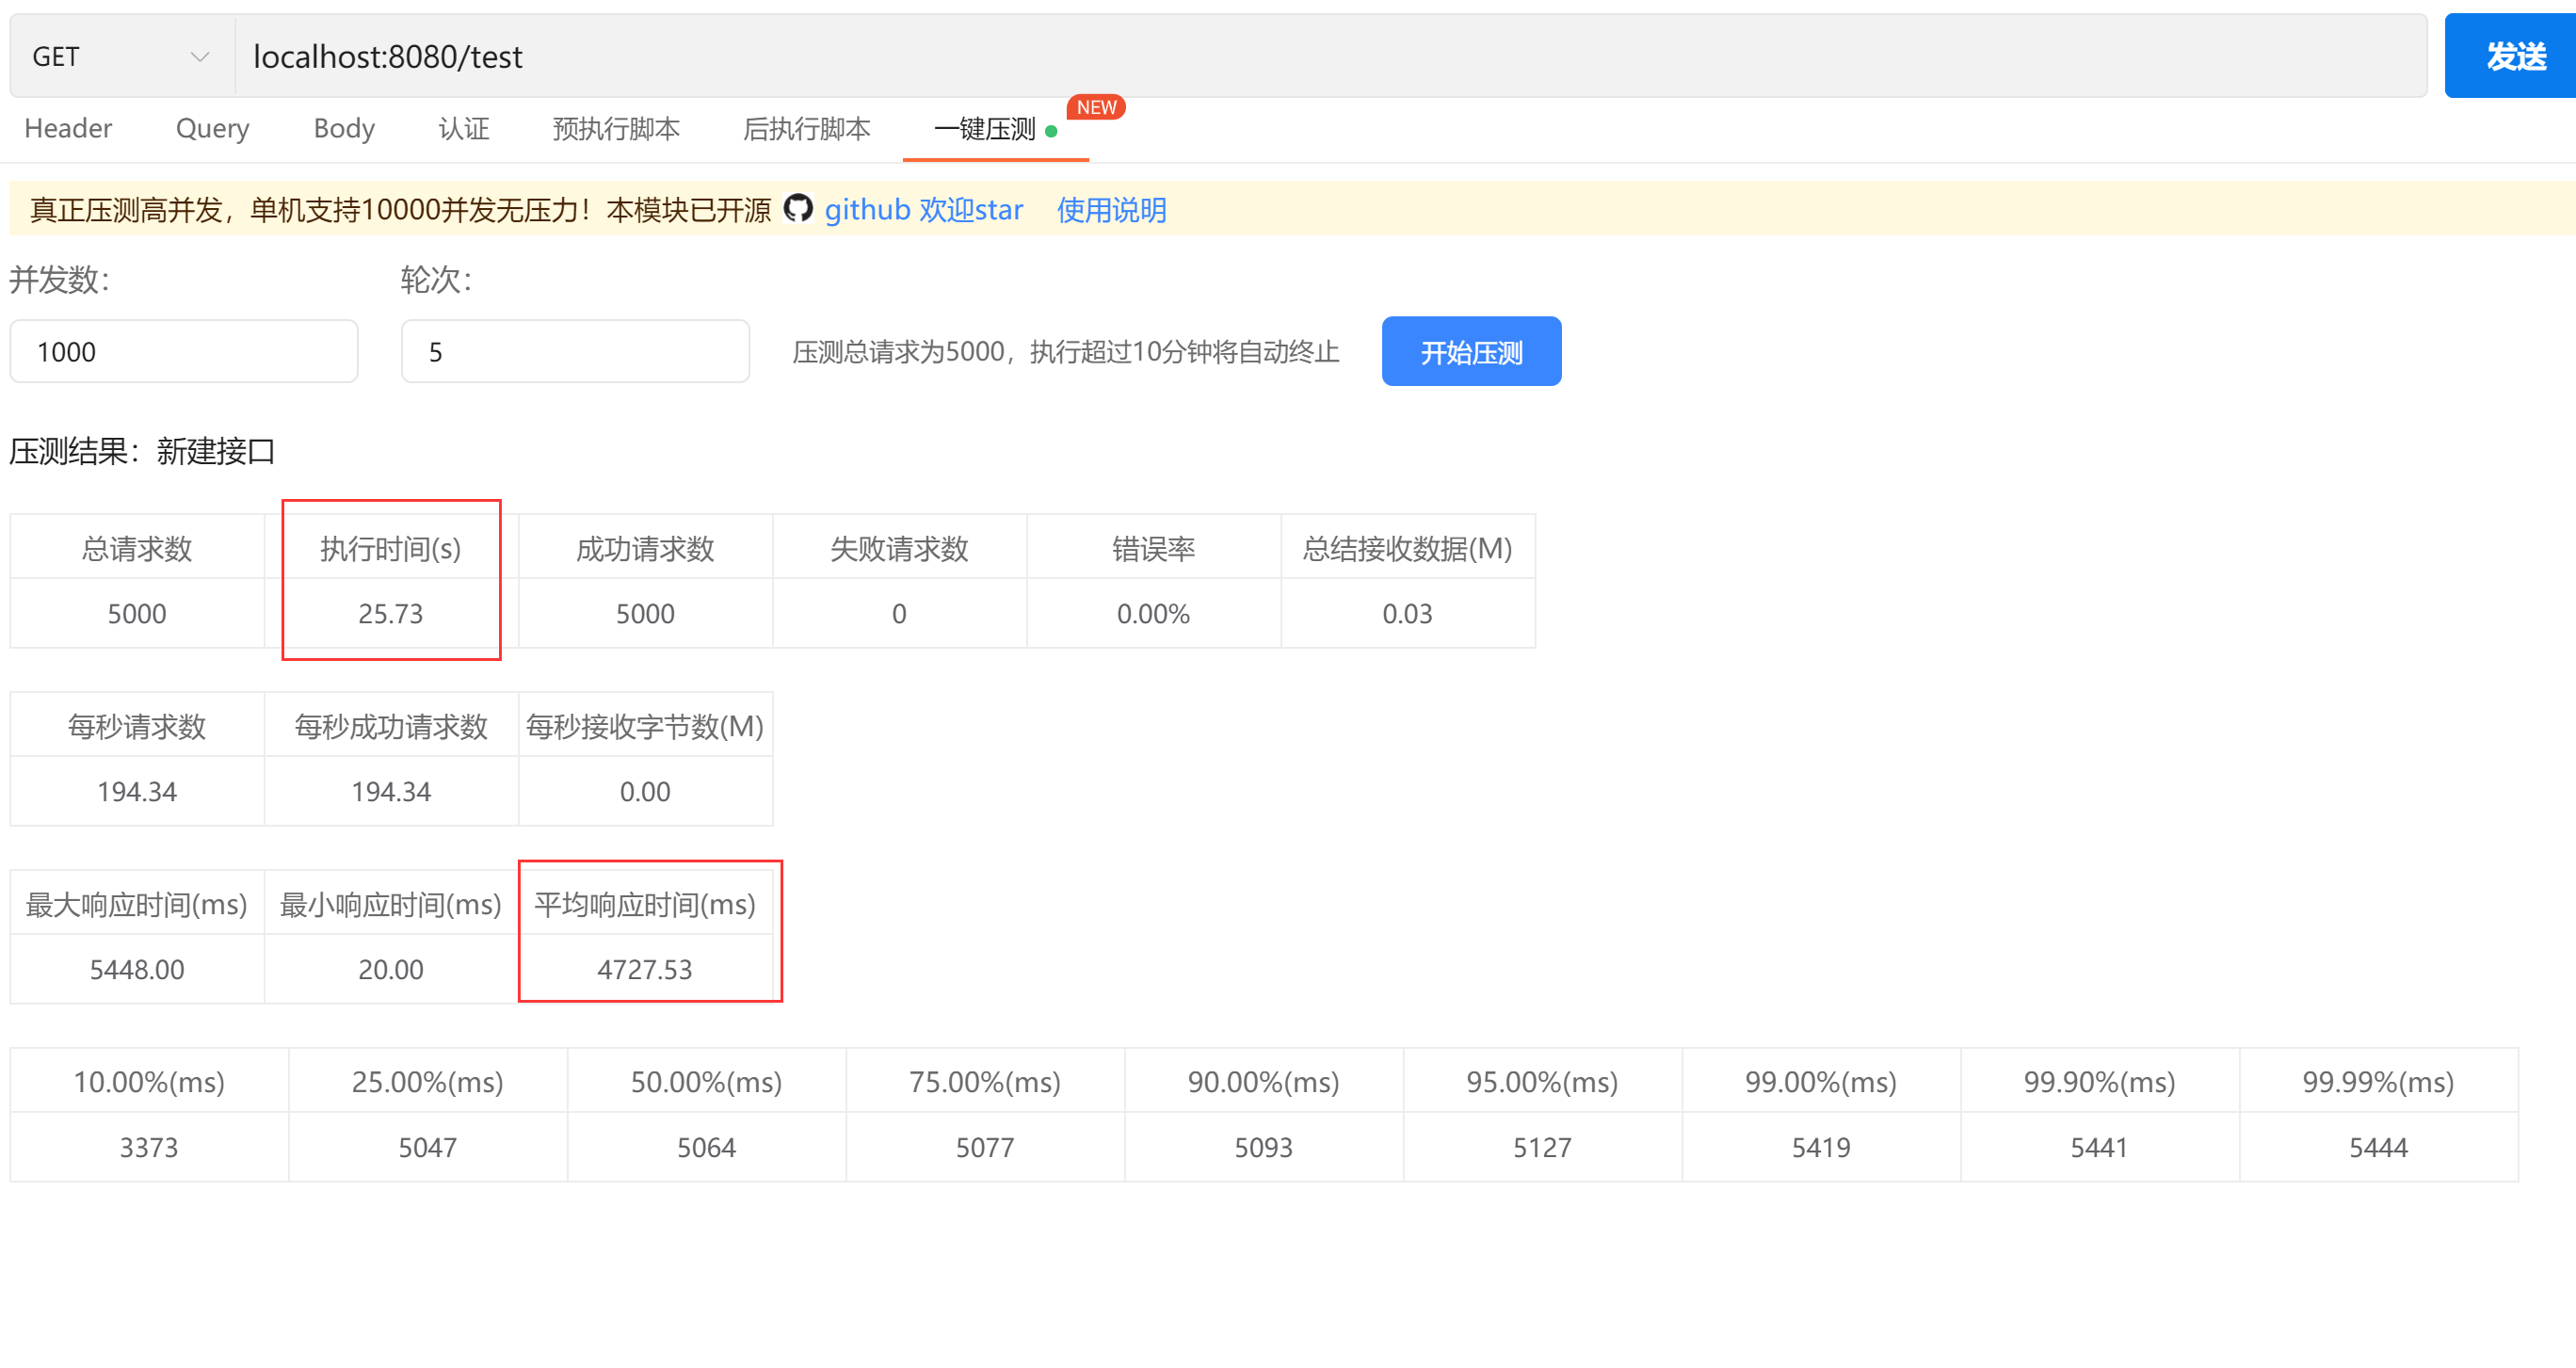 GET localhost:8080/test 发送
Header Query Body 认证 预执行脚本 后执行脚本 一键压测 NEW
真正压测高并发，单机支持10000并发无压力！本模块已开源 github 欢迎star 使用说明
并发数： 轮次：
1000 5 压测总请求为5000，执行超过10分钟将自动终止 开始压测
压测结果：新建接口
总请求数 执行时间(s) 成功请求数 失败请求数 错误率 总结接收数据(M)
5000 25.73 5000 0 0.00% 0.03
每秒请求数 每秒成功请求数 每秒接收字节数(M)
194.34 194.34 0.00
最大响应时间(ms) 最小响应时间(ms) 平均响应时间(ms)
5448.00 20.00 4727.53
10.00%(ms) 25.00%(ms) 50.00%(ms) 75.00%(ms) 90.00%(ms) 95.00%(ms) 99.00%(ms) 99.90%(ms) 99.99%(ms)
3373 5047 5064 5077 5093 5127 5419 5441 5444